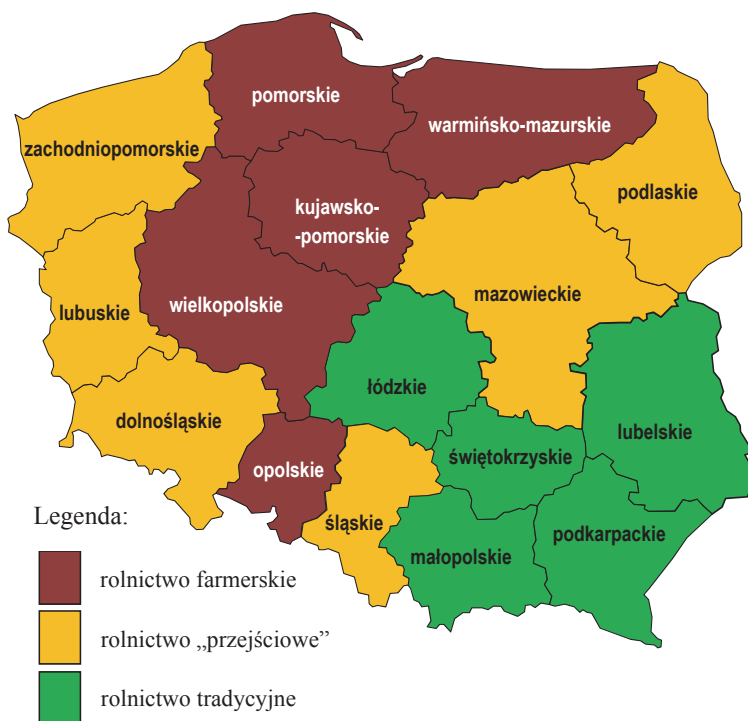 pomorskie
warmińsko-mazurskie
zachodniopomorskie
podlaskie
kujawsko-
-pomorskie
mazowieckie
wielkopolskie
lubuskie
łódzkie
dolnośląskie
lubelskie
świętokrzyskie
opolskie
śląskie
podkarpackie
małopolskie
Legenda:
rolnictwo farmerskie
rolnictwo „przejściowe”
rolnictwo tradycyjne